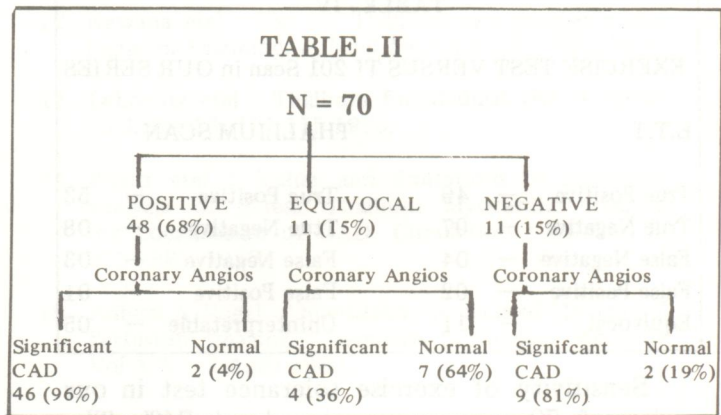 TABLE - II
N = 70
POSITIVE EQUIVOCAL NEGATIVE
48 (68%) 11 (15%) 11 (15%)
Coronary Angios Coronary Angios Coronary Angios
Significant Normal Significant Normal Signifcant Normal
CAD 2 (4%) CAD 7 (64%) CAD 2 (19%)
46 (96%) 4 (36%) 9 (81%)